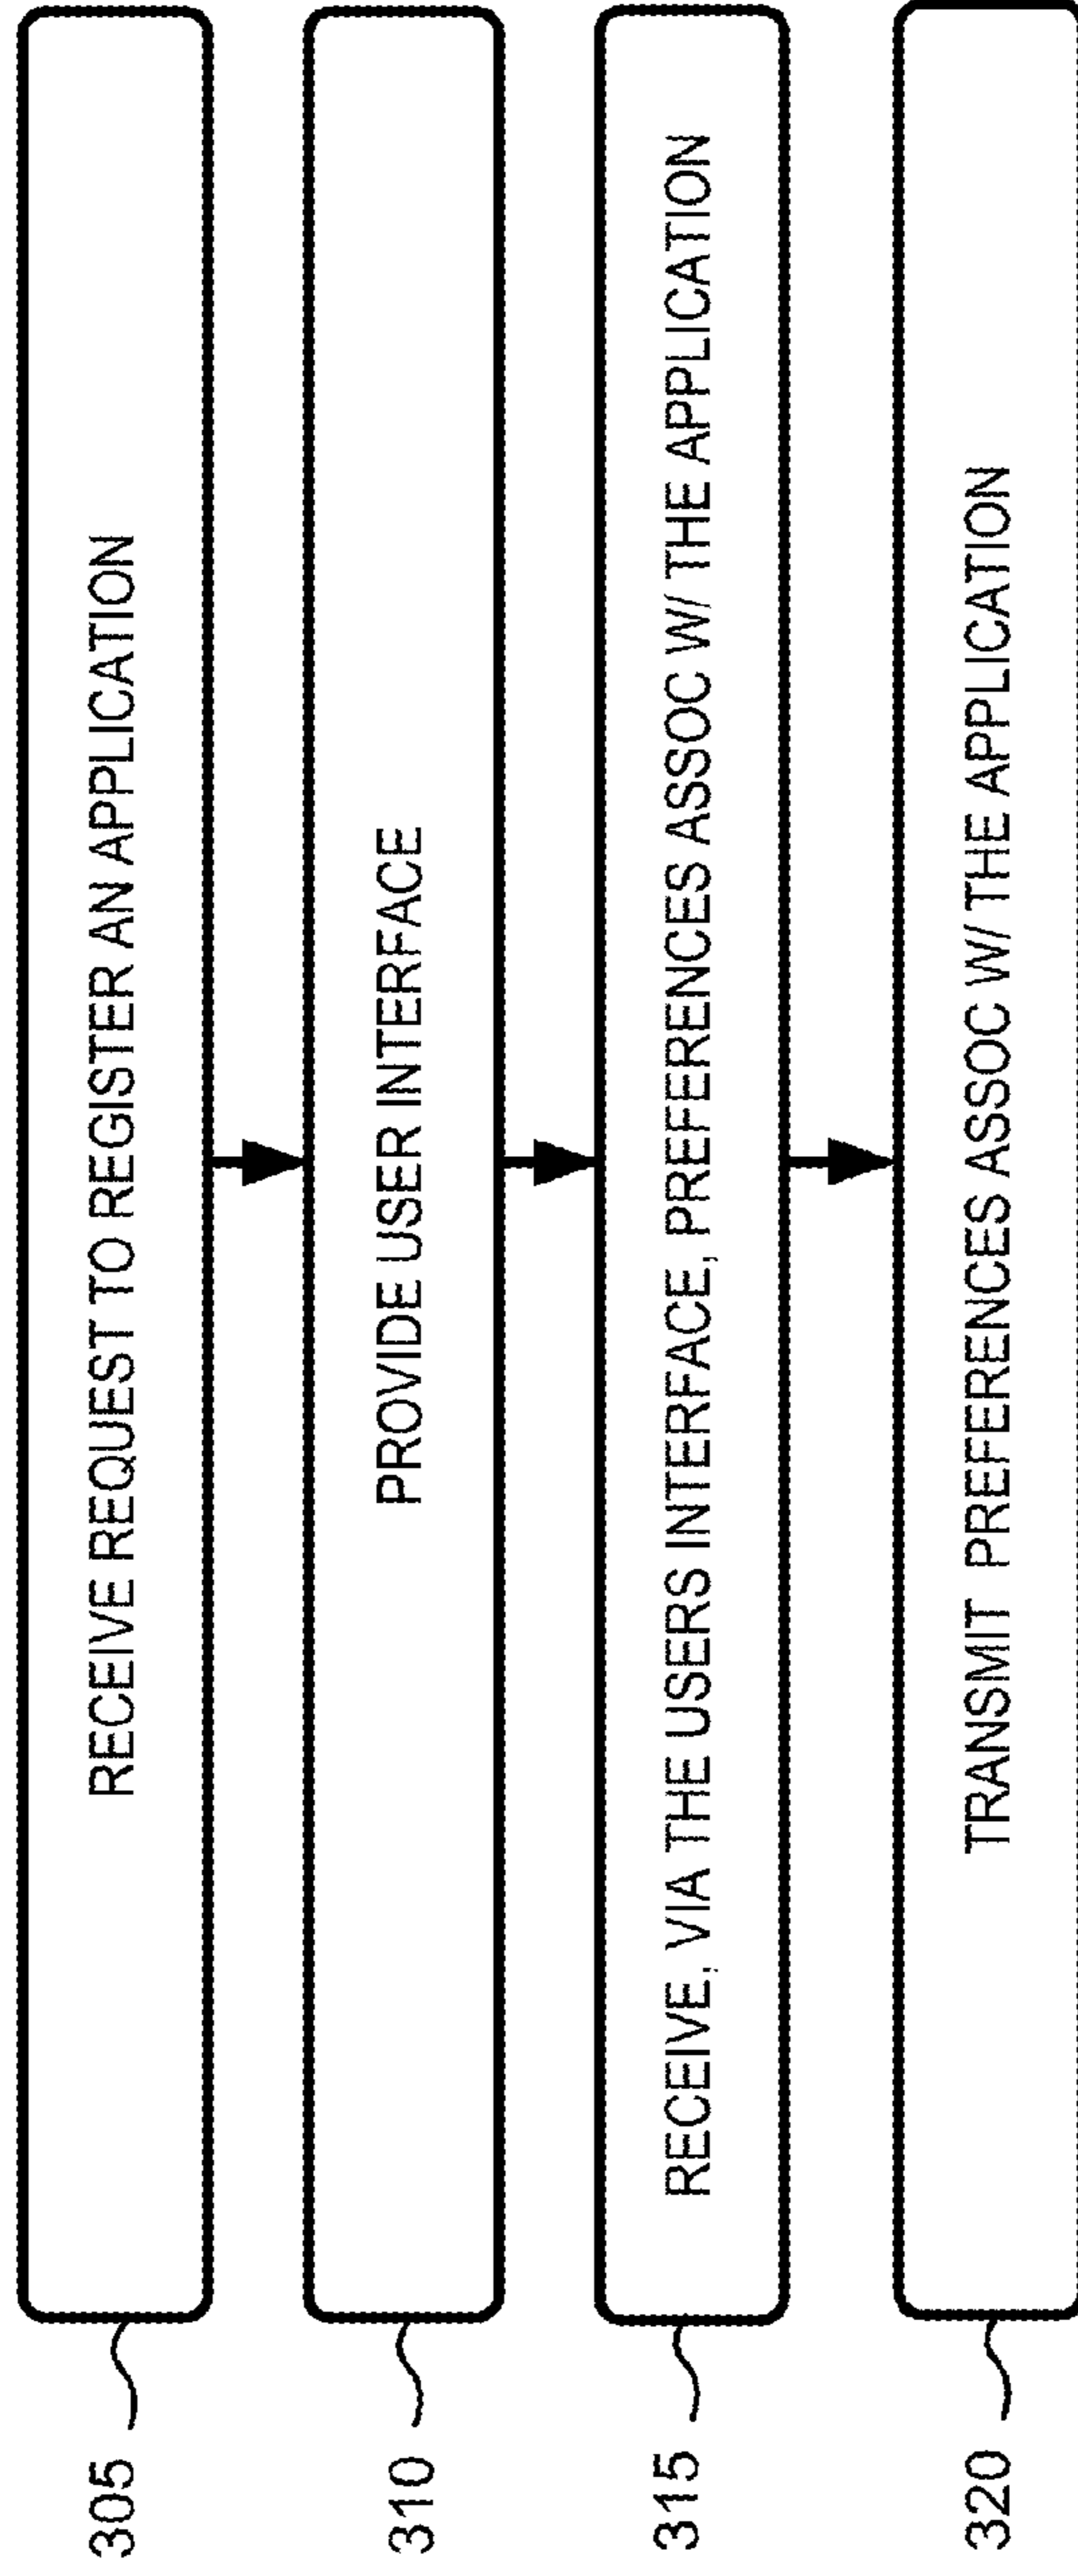 305
RECEIVE REQUEST TO REGISTER AN APPLICATION
310
PROVIDE USER INTERFACE
315
RECEIVE, VIA THE USERS INTERFACE, PREFERENCES ASSOC W/ THE APPLICATION
320
TRANSMIT PREFERENCES ASSOC W/ THE APPLICATION